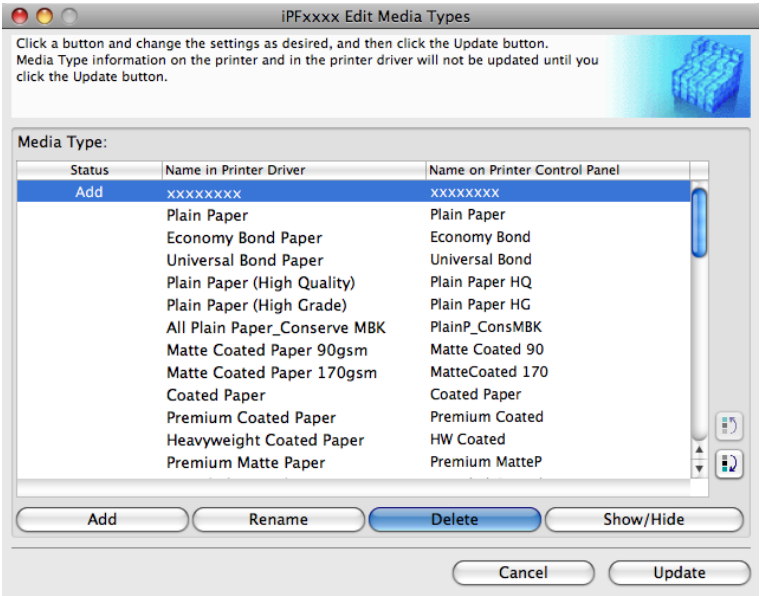 iPFxxxx Edit Media Types
Click a button and change the settings as desired, and then click the Update button.
Media Type information on the printer and in the printer driver will not be updated until you
click the Update button.
Media Type:
Status Name in Printer Driver Name on Printer Control Panel
Add xxxxxxxx xxxxxxxx
Plain Paper Plain Paper
Economy Bond Paper Economy Bond
Universal Bond Paper Universal Bond
Plain Paper (High Quality) Plain Paper HQ
Plain Paper (High Grade) Plain Paper HG
All Plain Paper_Conserve MBK PlainP_ConsMBK
Matte Coated Paper 90gsm Matte Coated 90
Matte Coated Paper 170gsm MatteCoated 170
Coated Paper Coated Paper
Premium Coated Paper Premium Coated
Heavyweight Coated Paper HW Coated
Premium Matte Paper Premium MatteP
Add Rename Delete Show/Hide
Cancel Update